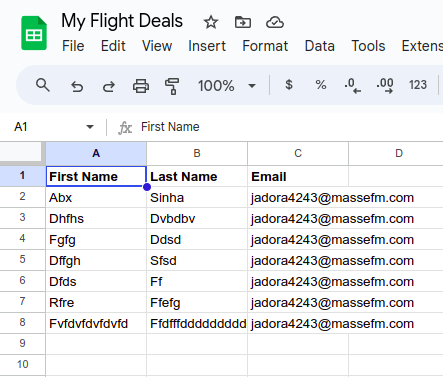 My Flight Deals
File Edit View Insert Format Data Tools Extens
100% $ % .0 .00 123
A1 fx First Name
A B C D
1 First Name Last Name Email
2 Abx Sinha jadora4243@massefm.com
3 Dhfhs Dvbdbv jadora4243@massefm.com
4 Fgfg Ddsd jadora4243@massefm.com
5 Dffgh Sfsd jadora4243@massefm.com
6 Dfds Ff jadora4243@massefm.com
7 Rfre Ffefg jadora4243@massefm.com
8 Fvfdvfdvfdvfd Ffdfffddddddddd jadora4243@massefm.com
9
10